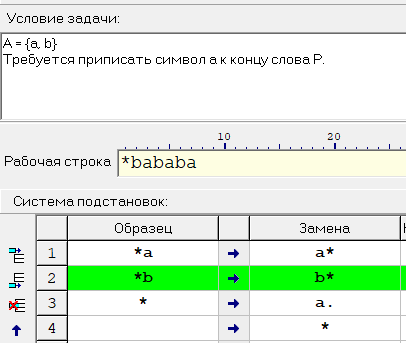 Условие задачи:
A = {a, b}
Требуется приписать символ a к концу слова P.
10 20
Рабочая строка *bababa
Система подстановок:
Образец Замена
1 *a → a*
2 *b → b*
3 * → a.
4 → *